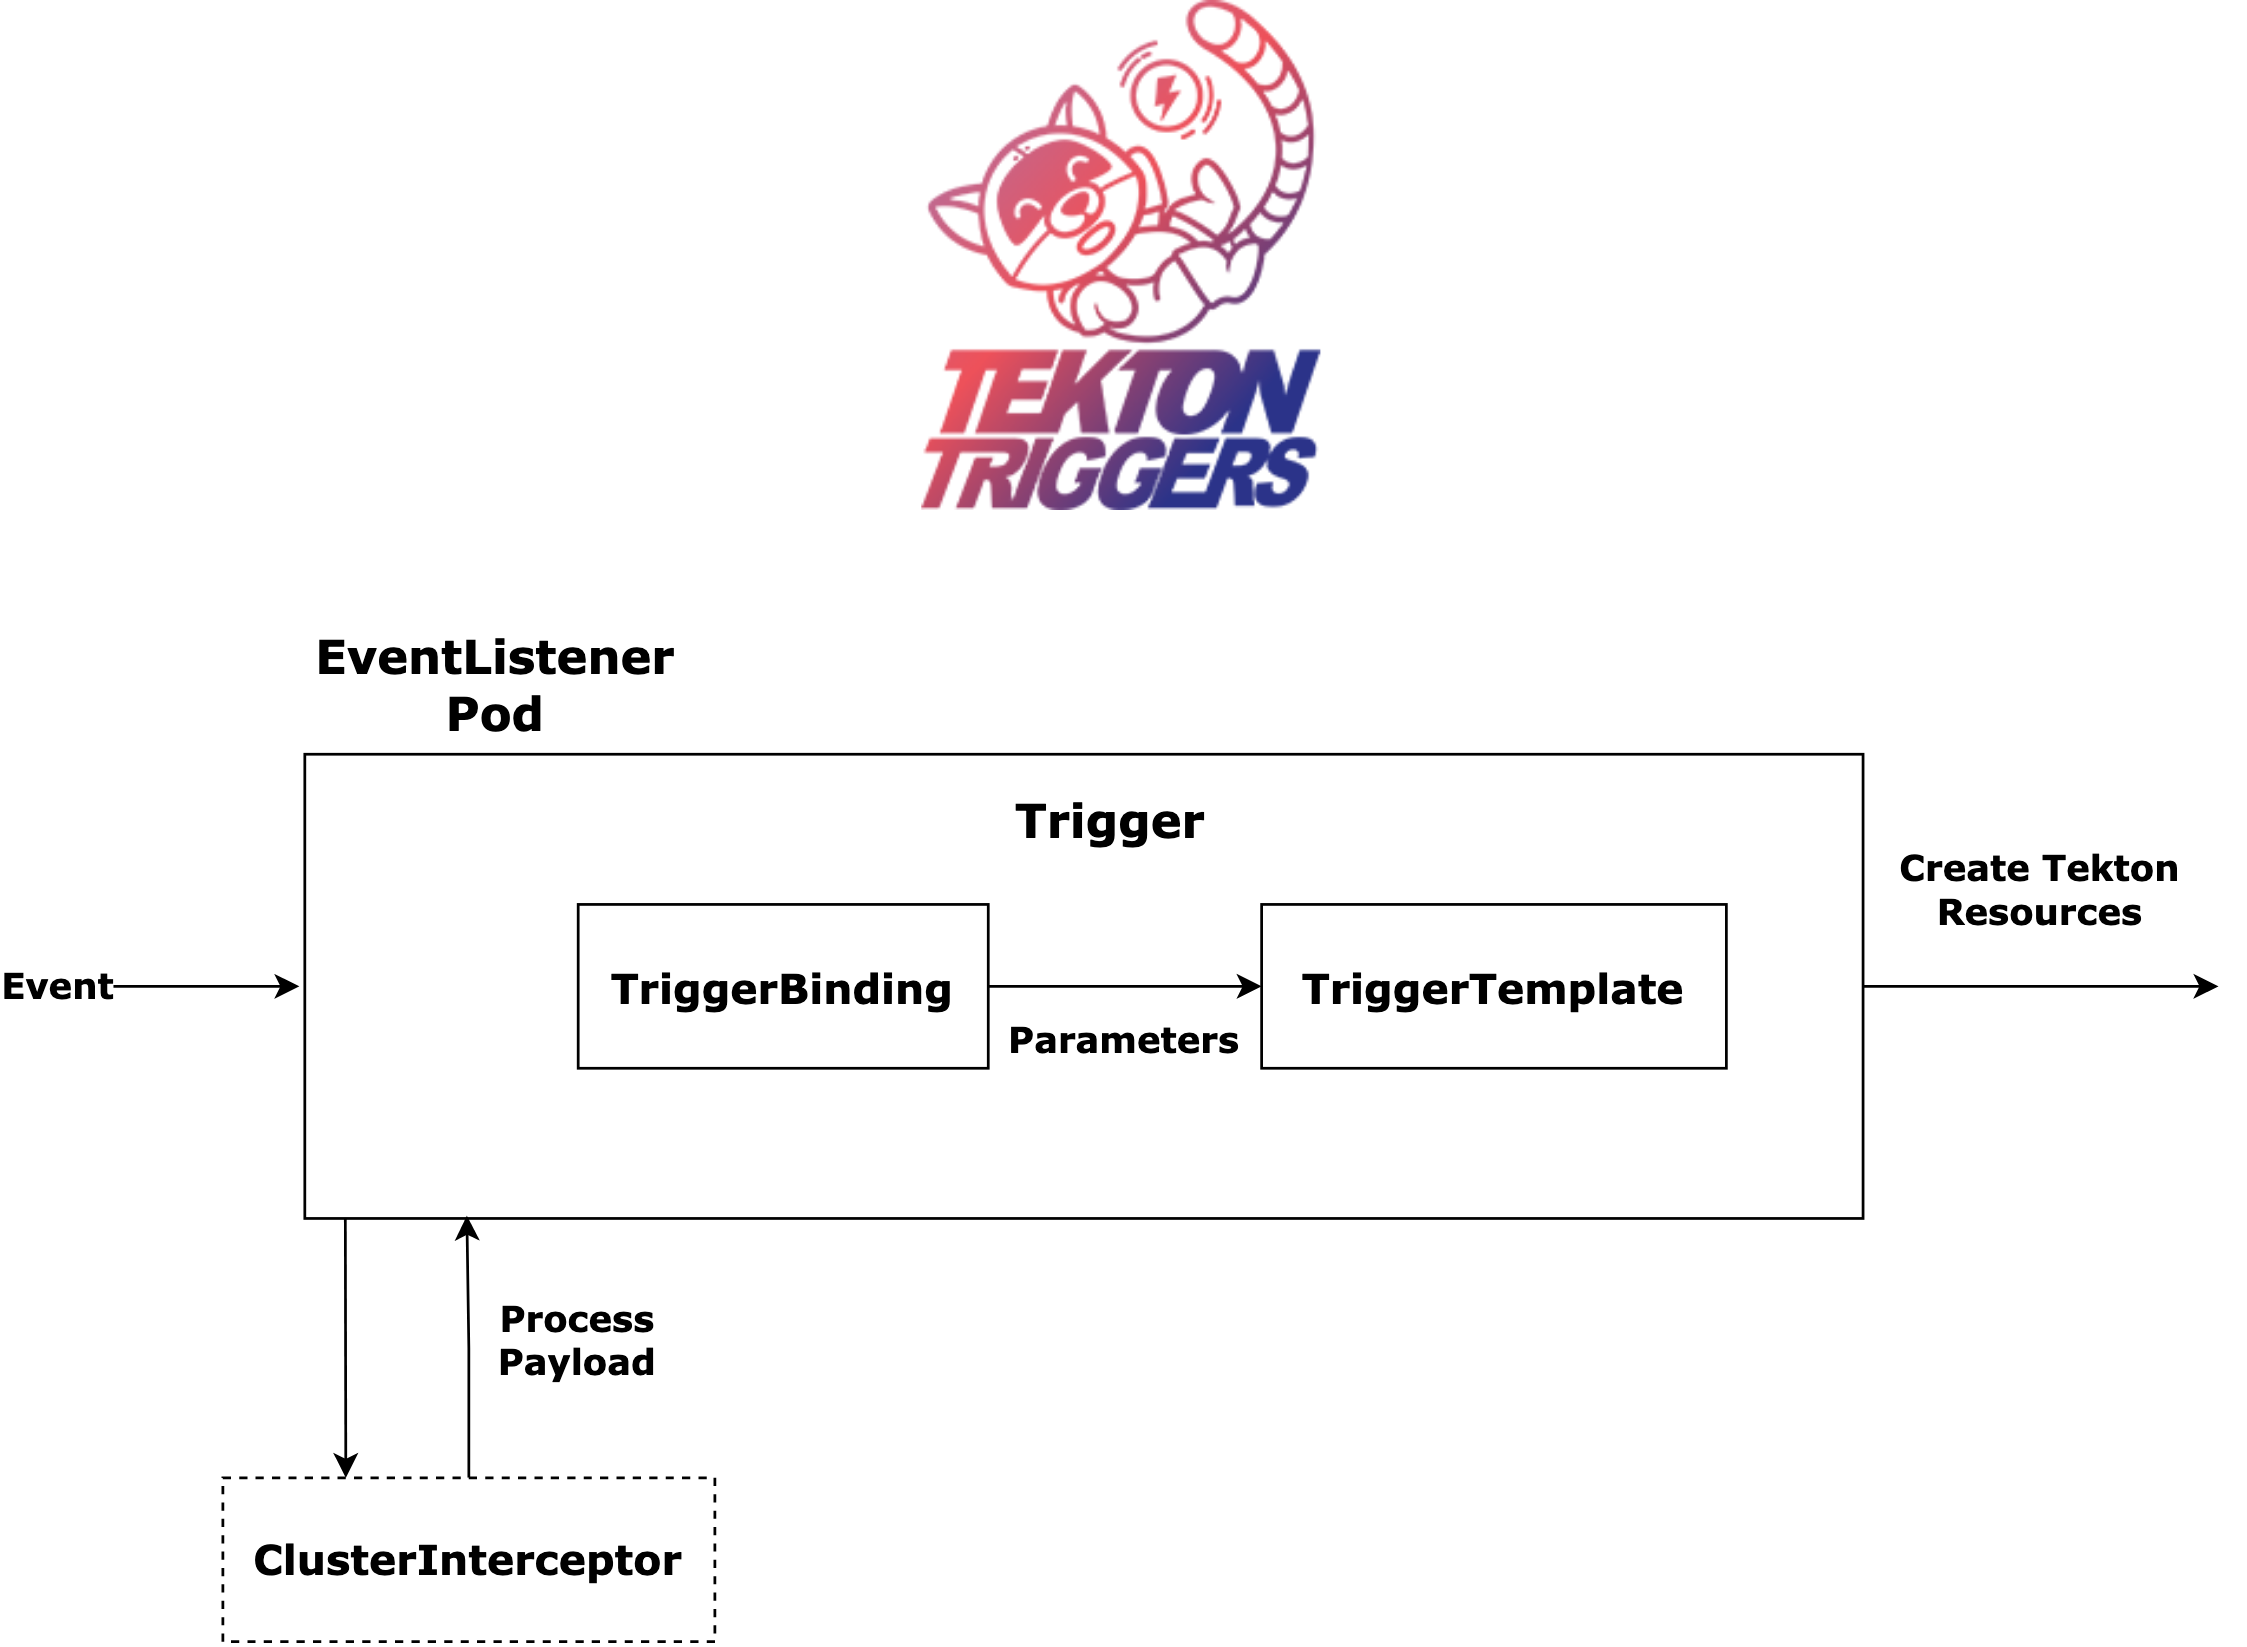 TEKTON
TRIGGERS
EventListener
Pod
Trigger
Create Tekton
Resources
Event
TriggerBinding
Parameters
TriggerTemplate
Process
Payload
ClusterInterceptor